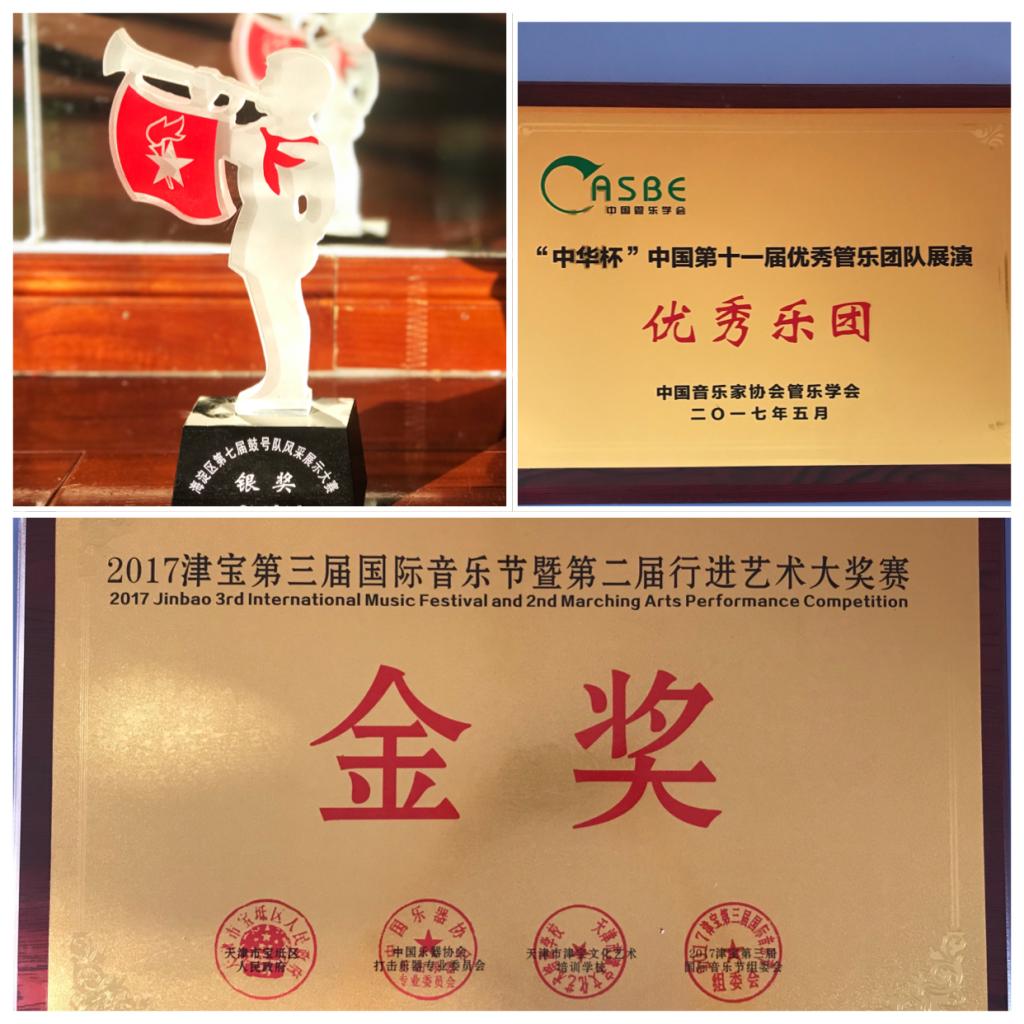 海淀区第七届鼓号队风采展示大赛
银奖
CASBE
中国管乐学会
“中华杯”中国第十一届优秀管乐团队展演
优秀乐团
中国音乐家协会管乐学会
二〇一七年五月
2017津宝第三届国际音乐节暨第二届行进艺术大奖赛
2017 Jinbao 3rd International Music Festival and 2nd Marching Arts Performance Competition
金奖
天津市宝坻区
人民政府
中国乐器协会
打击乐器专业委员会
天津市津宝文化艺术
培训学校
2017津宝第三届
国际音乐节组委会